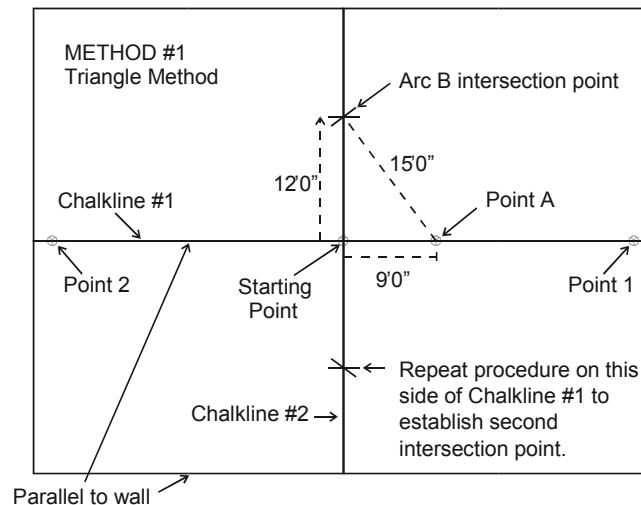 METHOD #1
Triangle Method
Arc B intersection point
12'0"
15'0"
Chalkline #1
Point A
Point 2
Starting
Point
9'0"
Point 1
Repeat procedure on this
side of Chalkline #1 to
establish second
intersection point.
Chalkline #2
Parallel to wall